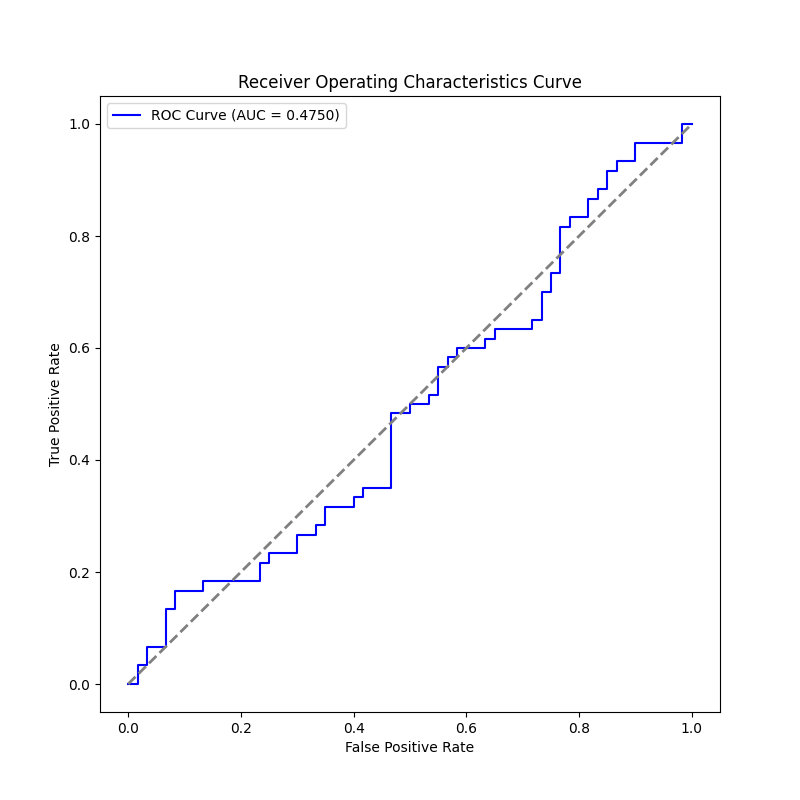 Receiver Operating Characteristics Curve
ROC Curve (AUC = 0.4750)
True Positive Rate
1.0
0.8
0.6
0.4
0.2
0.0
0.0 0.2 0.4 0.6 0.8 1.0
False Positive Rate